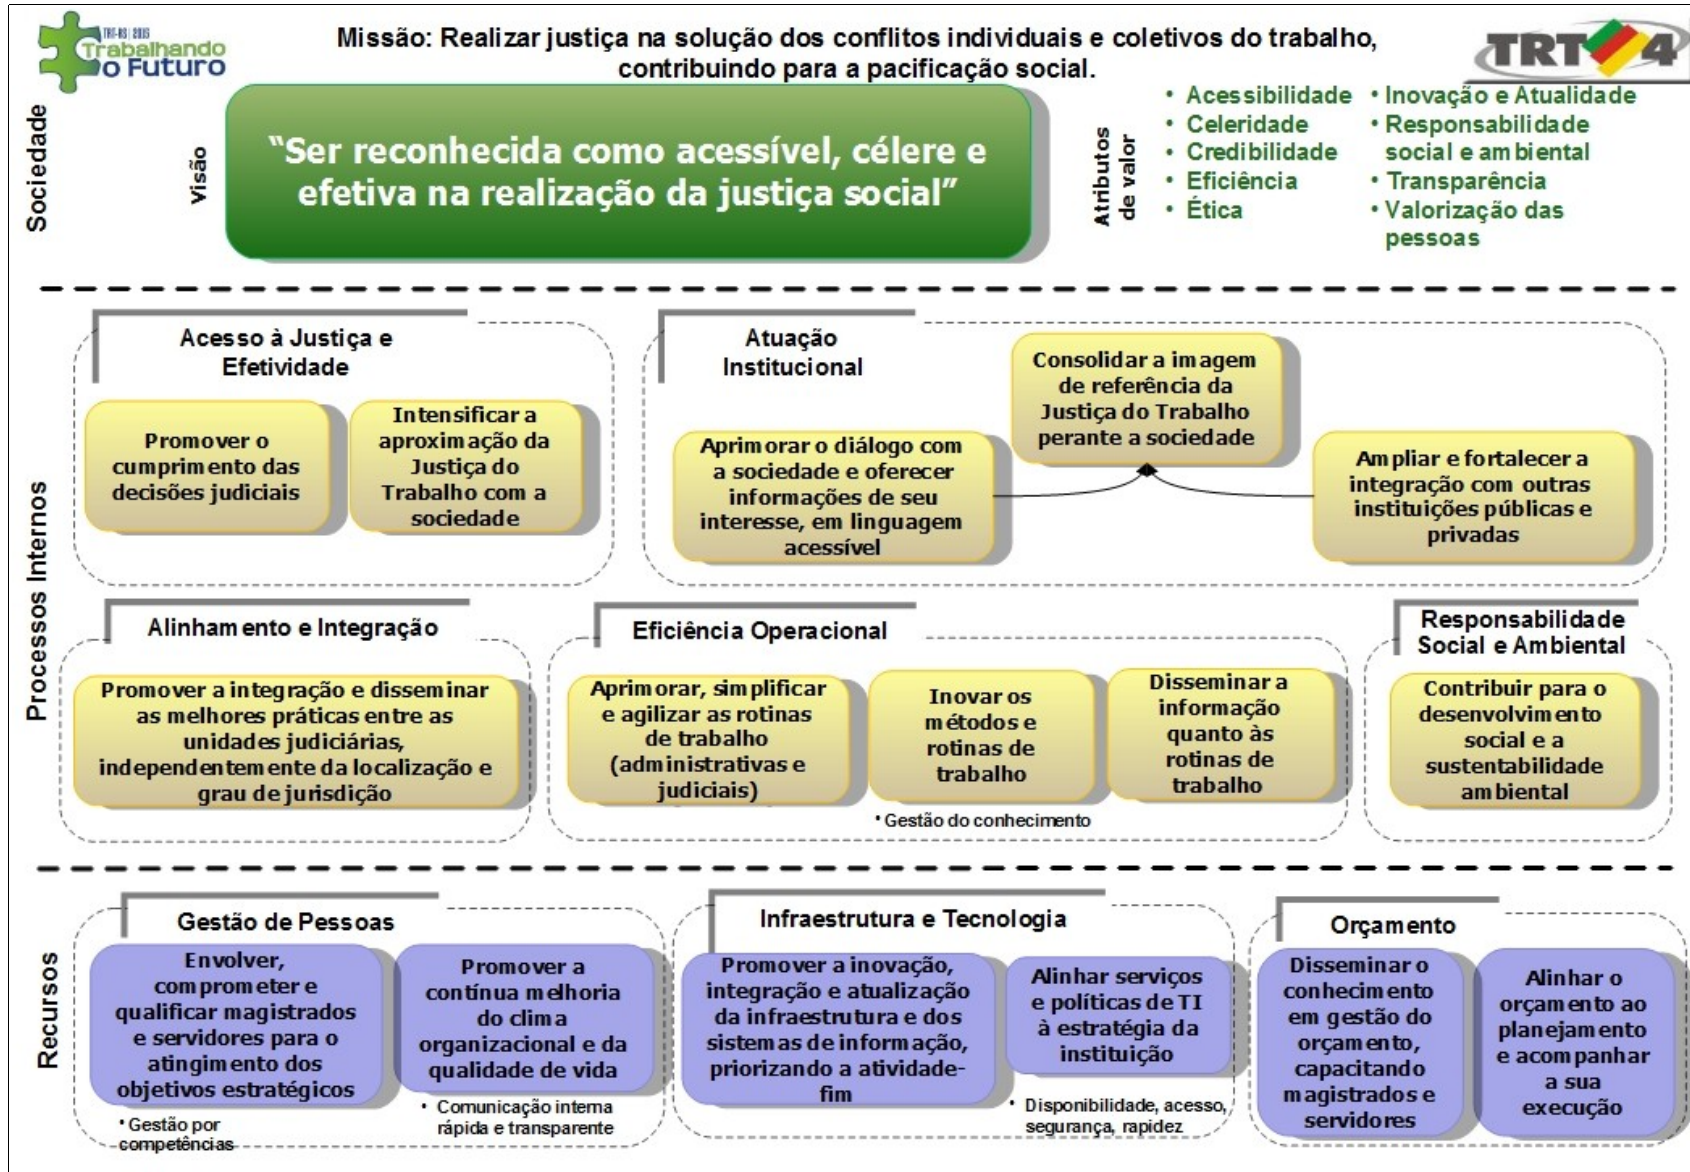 TRT-RS | 2015
Trabalhando
o Futuro
Missão: Realizar justiça na solução dos conflitos individuais e coletivos do trabalho,
contribuindo para a pacificação social.
TRT 4
Sociedade
Visão
“Ser reconhecida como acessível, célere e
efetiva na realização da justiça social”
Atributos
de valor
• Acessibilidade
• Celeridade
• Credibilidade
• Eficiência
• Ética
• Inovação e Atualidade
• Responsabilidade
social e ambiental
• Transparência
• Valorização das
pessoas
Processos Internos
Acesso à Justiça e
Efetividade
Promover o
cumprimento das
decisões judiciais
Intensificar a
aproximação da
Justiça do
Trabalho com a
sociedade
Atuação
Institucional
Aprimorar o diálogo com
a sociedade e oferecer
informações de seu
interesse, em linguagem
acessível
Consolidar a imagem
de referência da
Justiça do Trabalho
perante a sociedade
Ampliar e fortalecer a
integração com outras
instituições públicas e
privadas
Alinhamento e Integração
Promover a integração e disseminar
as melhores práticas entre as
unidades judiciárias,
independentemente da localização e
grau de jurisdição
Eficiência Operacional
Aprimorar, simplificar
e agilizar as rotinas
de trabalho
(administrativas e
judiciais)
Inovar os
métodos e
rotinas de
trabalho
Disseminar a
informação
quanto às
rotinas de
trabalho
• Gestão do conhecimento
Responsabilidade
Social e Ambiental
Contribuir para o
desenvolvimento
social e a
sustentabilidade
ambiental
Recursos
Gestão de Pessoas
Envolver,
comprometer e
qualificar magistrados
e servidores para o
atingimento dos
objetivos estratégicos
• Gestão por
competências
Promover a
contínua melhoria
do clima
organizacional e da
qualidade de vida
• Comunicação interna
rápida e transparente
Infraestrutura e Tecnologia
Promover a inovação,
integração e atualização
da infraestrutura e dos
sistemas de informação,
priorizando a atividade-
fim
Alinhar serviços
e políticas de TI
à estratégia da
instituição
• Disponibilidade, acesso,
segurança, rapidez
Orçamento
Disseminar o
conhecimento
em gestão do
orçamento,
capacitando
magistrados e
servidores
Alinhar o
orçamento ao
planejamento
e acompanhar
a sua
execução